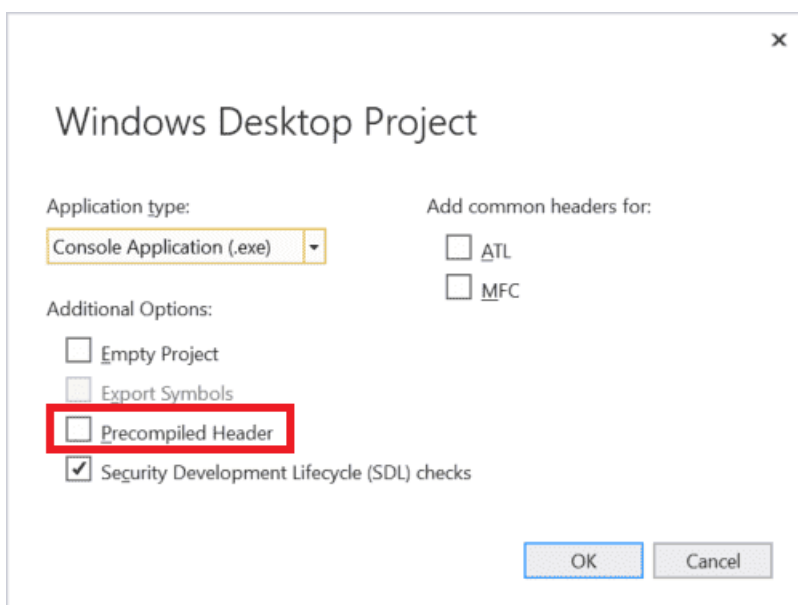 Windows Desktop Project
Application type:
Console Application (.exe)
Add common headers for:
ATL
MFC
Additional Options:
Empty Project
Export Symbols
Precompiled Header
Security Development Lifecycle (SDL) checks
OK
Cancel